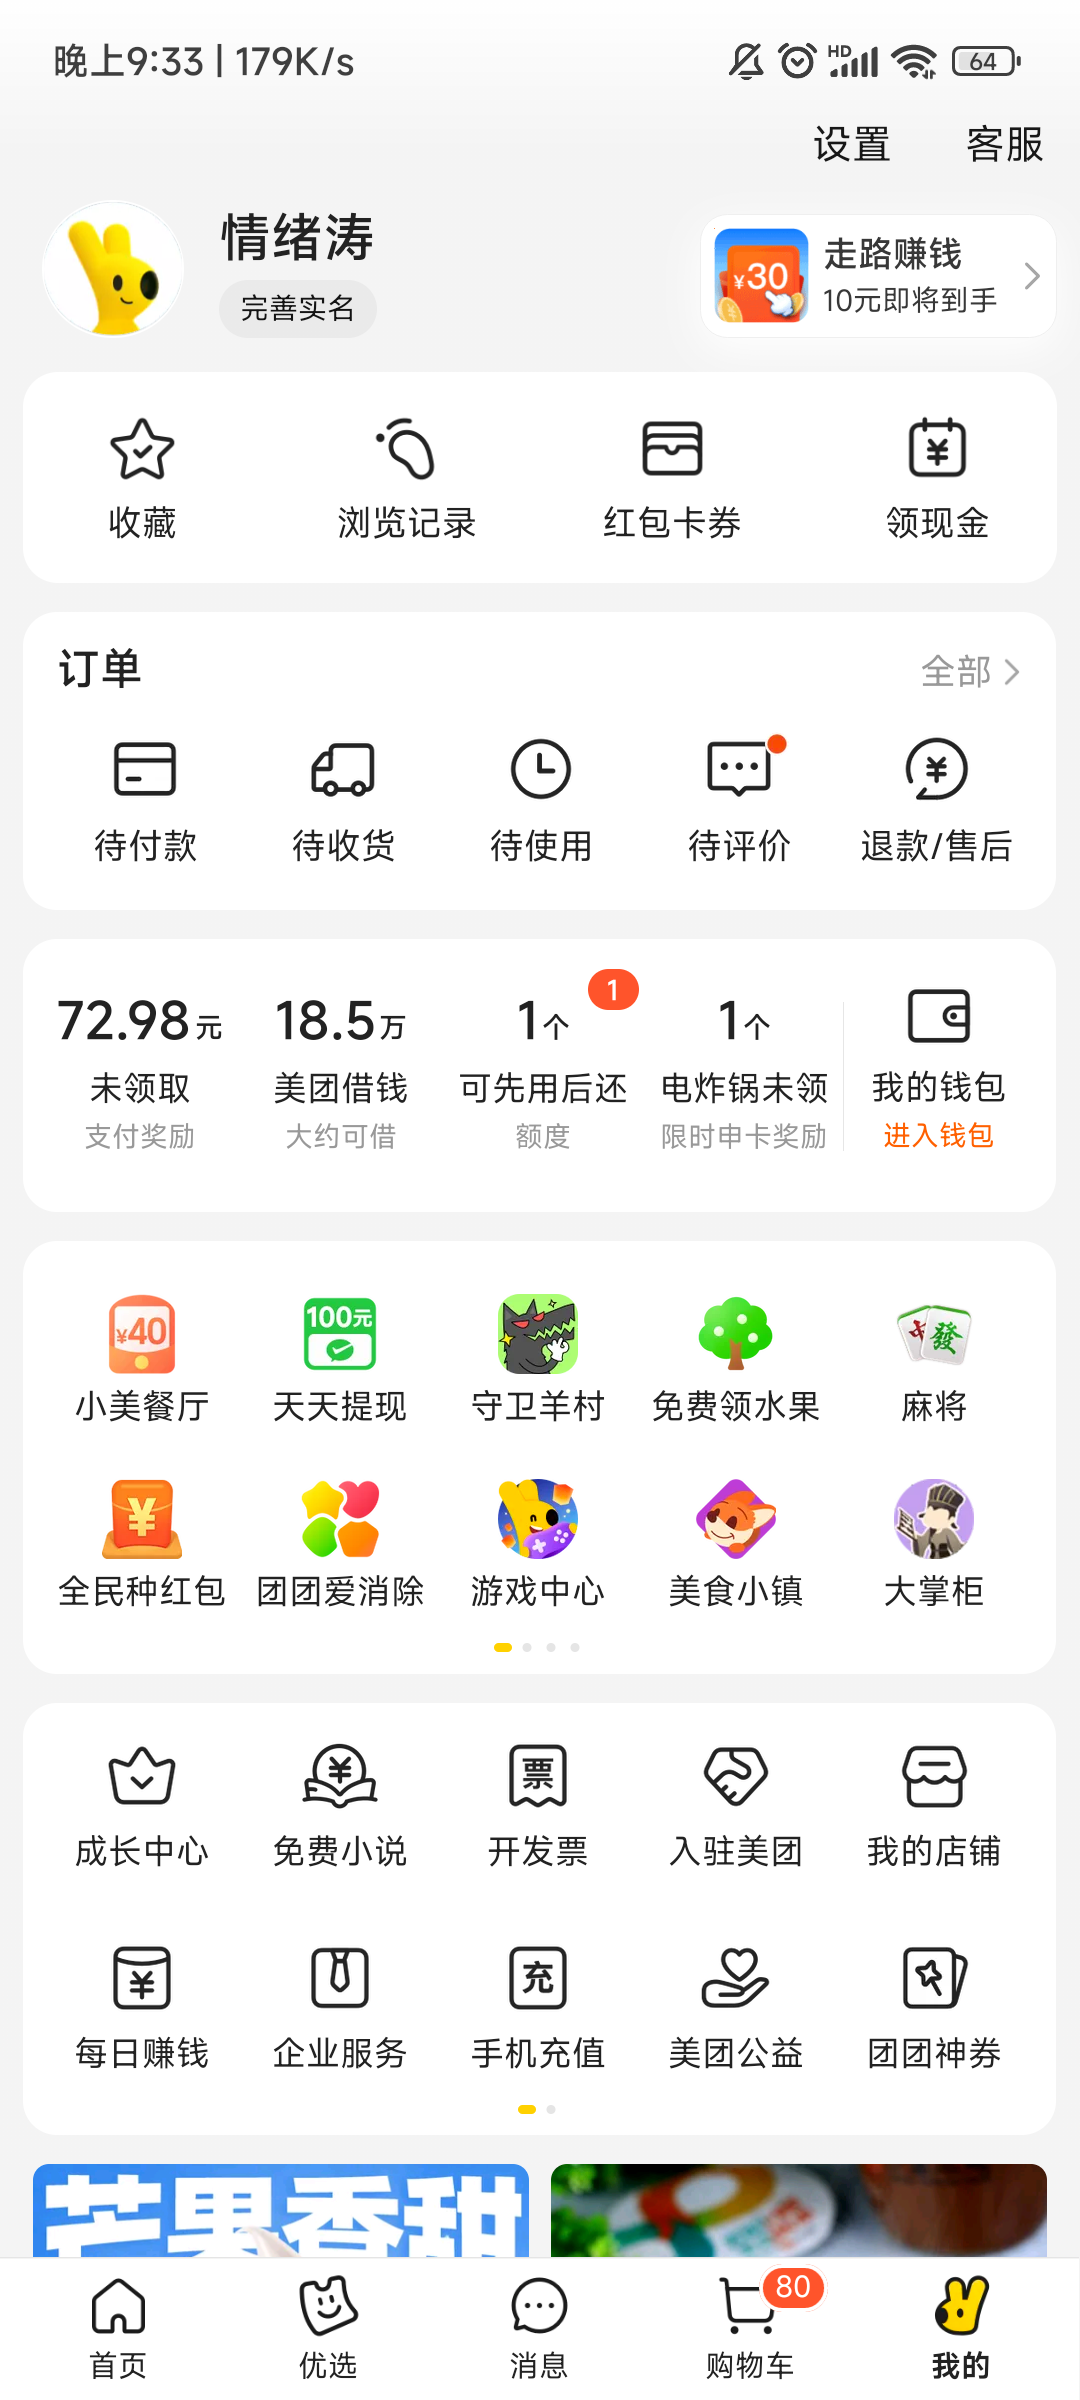 晚上9:33 | 179K/s
HD
64
设置 客服
情绪涛
完善实名
¥30
走路赚钱
10元即将到手
收藏 浏览记录 红包卡券 领现金
订单 全部
待付款 待收货 待使用 待评价 退款/售后
1
72.98元 18.5万 1个 1个
未领取 美团借钱 可先用后还 电炸锅未领 我的钱包
支付奖励 大约可借 额度 限时申卡奖励 进入钱包
¥40 100元 中 發
小美餐厅 天天提现 守卫羊村 免费领水果 麻将
¥
全民种红包 团团爱消除 游戏中心 美食小镇 大掌柜
¥ 票
成长中心 免费小说 开发票 入驻美团 我的店铺
¥ 充
每日赚钱 企业服务 手机充值 美团公益 团团神券
芒果香甜
80
首页 优选 消息 购物车 我的